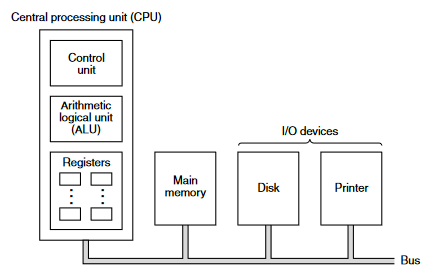 Central processing unit (CPU)
Control
unit
Arithmetic
logical unit
(ALU)
Registers
I/O devices
Main
memory
Disk
Printer
Bus